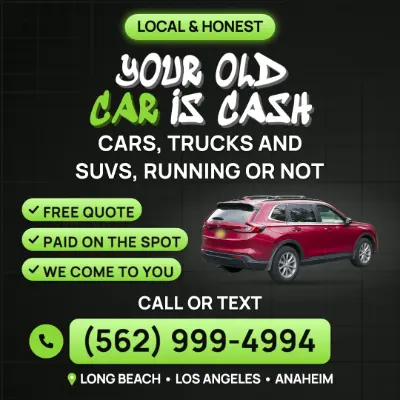 LOCAL & HONEST
YOUR OLD
CAR iS CASH
CARS, TRUCKS AND
SUVS, RUNNING OR NOT
FREE QUOTE
PAID ON THE SPOT
WE COME TO YOU
CALL OR TEXT
(562) 999-4994
LONG BEACH • LOS ANGELES • ANAHEIM